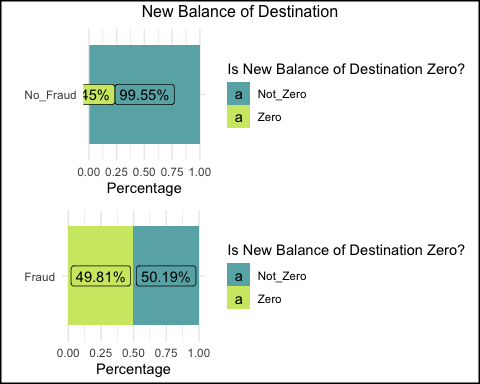 New Balance of Destination
Is New Balance of Destination Zero?
No_Fraud
45%
99.55%
a Not_Zero
a Zero
0.00 0.25 0.50 0.75 1.00
Percentage
Is New Balance of Destination Zero?
Fraud
49.81%
50.19%
a Not_Zero
a Zero
0.00 0.25 0.50 0.75 1.00
Percentage